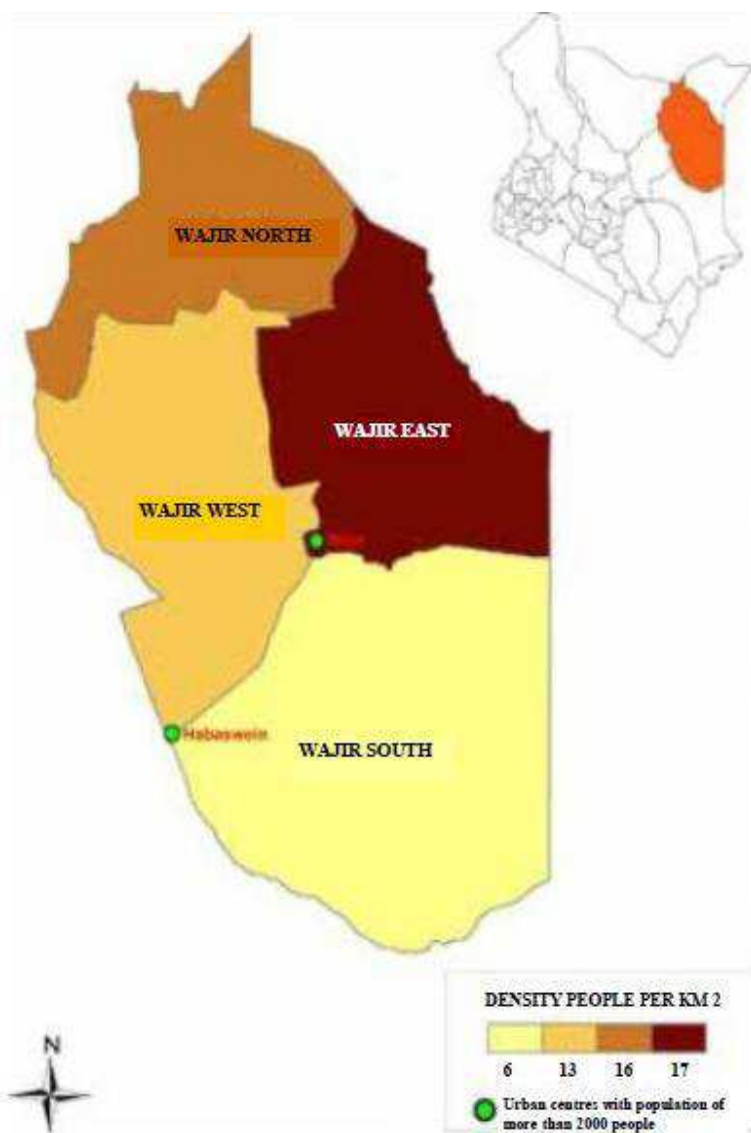 WAJIR NORTH
WAJIR EAST
WAJIR WEST
Habaswein
WAJIR SOUTH
DENSITY PEOPLE PER KM 2
6 13 16 17
N
Urban centres with population of
more than 2000 people